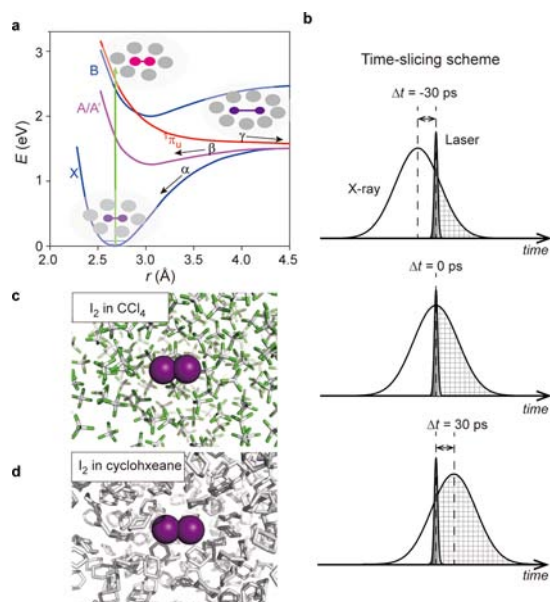 a
3
B
2
A/A'
γ
¹πu
β
E (eV)
1
X
α
0
2.0 2.5 3.0 3.5 4.0 4.5
r (Å)
b
Time-slicing scheme
Δt = -30 ps
Laser
X-ray
time
Δt = 0 ps
time
Δt = 30 ps
time
c
I2 in CCl4
d
I2 in cyclohxeane